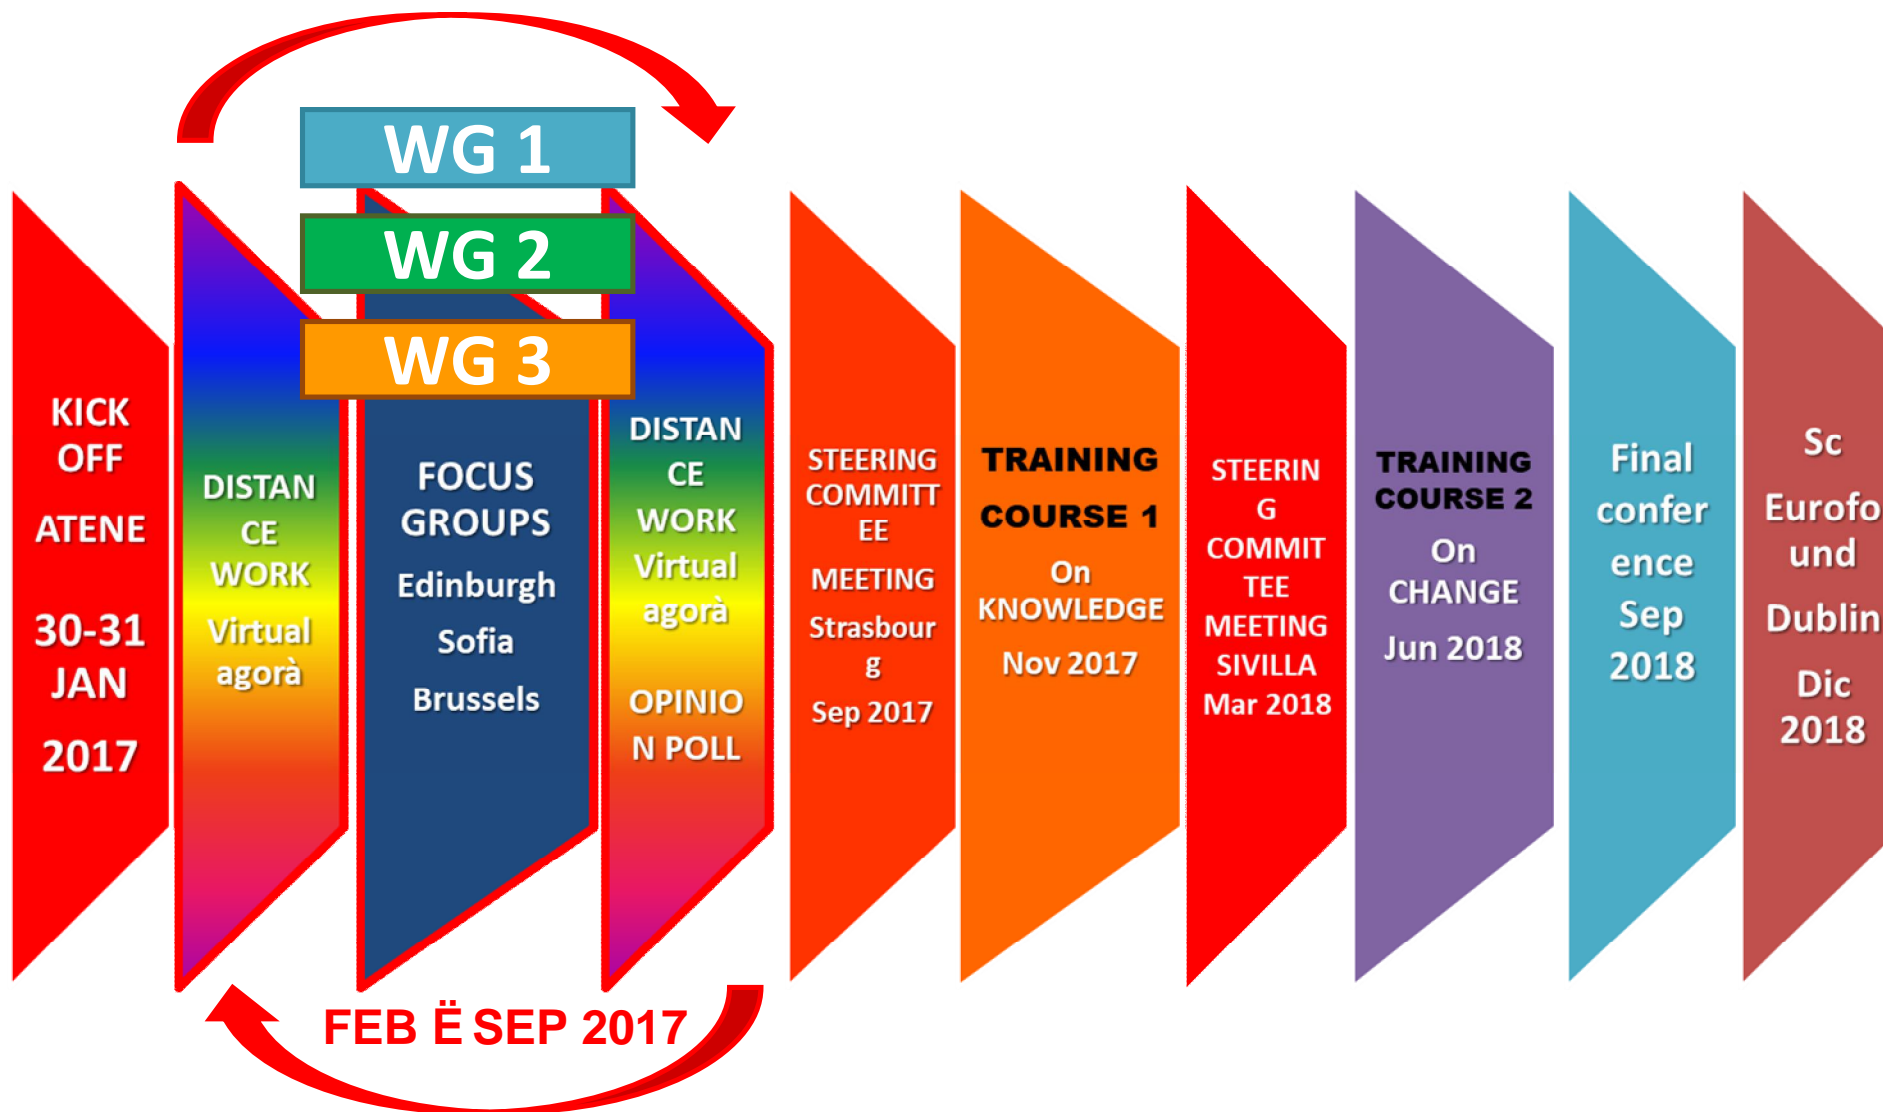 WG 1
WG 2
WG 3
KICK
OFF
ATENE
30-31
JAN
2017
DISTAN
CE
WORK
Virtual
agorà
FOCUS
GROUPS
Edinburgh
Sofia
Brussels
DISTAN
CE
WORK
Virtual
agorà
OPINIO
N POLL
STEERING
COMMITT
EE
MEETING
Strasbour
g
Sep 2017
TRAINING
COURSE 1
On
KNOWLEDGE
Nov 2017
STEERIN
G
COMMIT
TEE
MEETING
SIVILLA
Mar 2018
TRAINING
COURSE 2
On
CHANGE
Jun 2018
Final
confer
ence
Sep
2018
Sc
Eurofo
und
Dublin
Dic
2018
FEB Ë SEP 2017